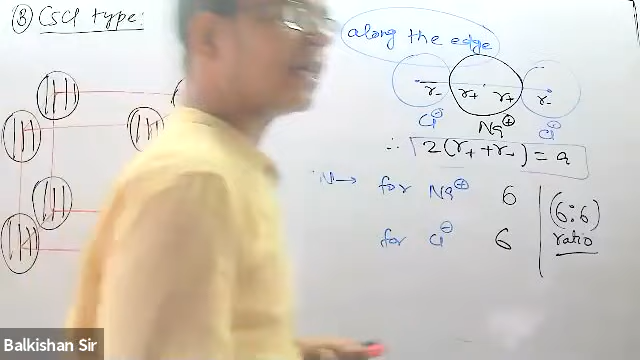 (3) CsCl type:
along the edge
r- r+ r+ r-
Cl⊖ Na⊕ Cl⊖
∴ 2(r+ + r-) = a
N→ for Na⊕ 6
for Cl⊖ 6
(6:6)
ratio
Balkishan Sir